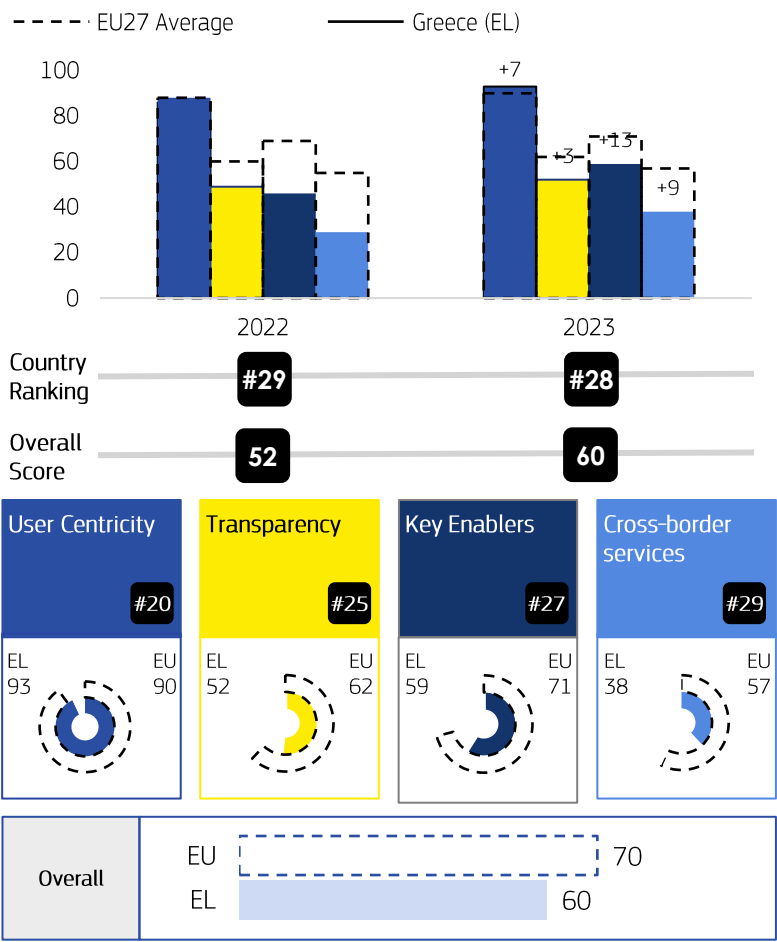 EU27 Average
Greece (EL)
100
80
60
40
20
0
+7
+3
+13
+9
2022
2023
Country
Ranking
#29
#28
Overall
Score
52
60
User Centricity
#20
EL
93
EU
90
Transparency
#25
EL
52
EU
62
Key Enablers
#27
EL
59
EU
71
Cross-border
services
#29
EL
38
EU
57
Overall
EU
70
EL
60